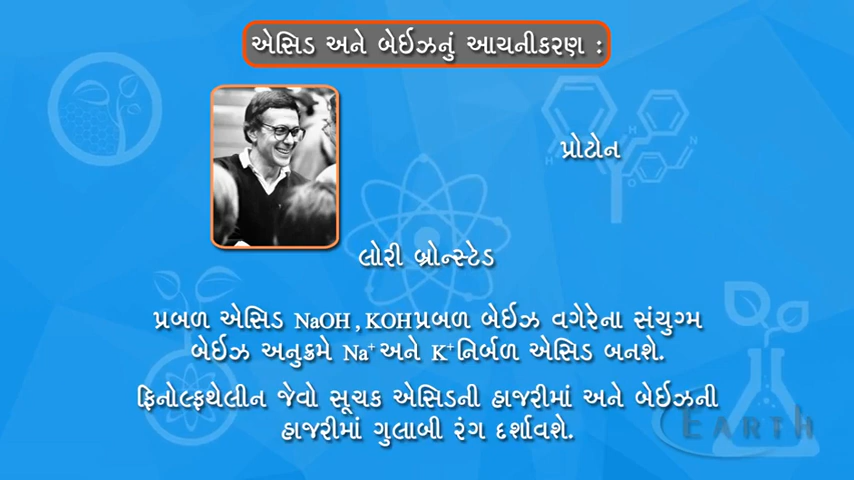 એસિડ અને બેઈઝનું આયનીકરણ :
પ્રોટોન
લોરી બ્રોન્સ્ટેડ
પ્રબળ એસિડ NaOH , KOH પ્રબળ બેઈઝ વગેરેના સંયુગ્મ
બેઈઝ અનુક્રમે Na⁺ અને K⁺ નિર્બળ એસિડ બનશે.
ફિનોલ્ફથેલીન જેવો સૂચક એસિડની હાજરીમાં અને બેઈઝની
હાજરીમાં ગુલાબી રંગ દર્શાવશે.
EARTH